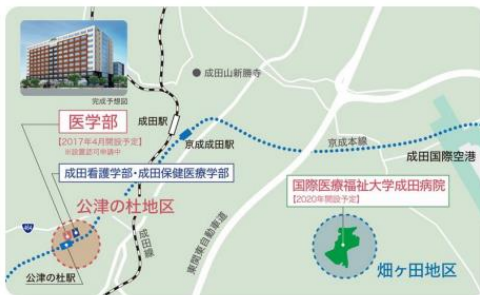 完成予想図
成田山新勝寺
医学部
【2017年4月開設予定】
※設置認可申請中
成田駅
京成成田駅
京成本線
成田国際空港
成田看護学部・成田保健医療学部
国際医療福祉大学成田病院
【2020年開設予定】
公津の杜地区
464
成田線
東関東自動車道
公津の杜駅
畑ヶ田地区